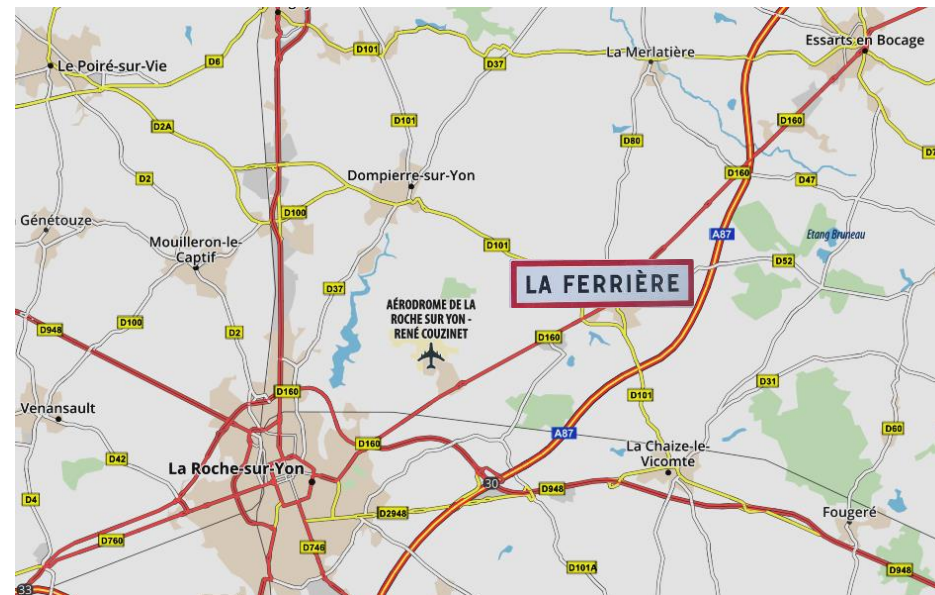 D101
D37
La Merlatière
Essarts en Bocage
Le Poiré-sur-Vie
D6
D2A
D101
D160
D80
D2
Dompierre-sur-Yon
D160
D47
Génétouze
D100
Mouilleron-le-
Captif
A87
Etang Bruneau
D101
D52
D37
LA FERRIÈRE
AÉRODROME DE LA
ROCHE SUR YON -
RENÉ COUZINET
D948
D100
D2
D160
D31
D160
D101
Venansault
D60
A87
D160
D42
La Chaize-le-
Vicomte
La Roche-sur-Yon
30
D948
D4
D2948
Fougeré
D760
D746
D101A
D948
33